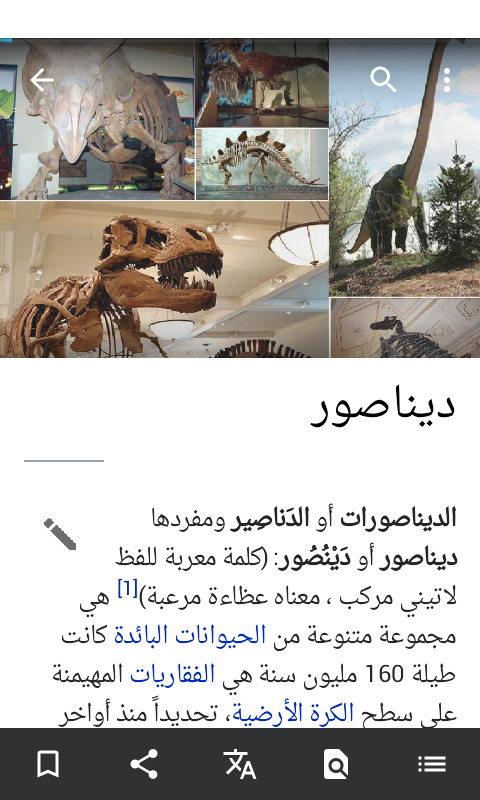 ديناصور
الديناصورات أو الدَناصِير ومفردها
ديناصور أو دَيْنُصُور: (كلمة معربة للفظ
لاتيني مركب ، معناه عظاءة مرعبة)[1] هي
مجموعة متنوعة من الحيوانات البائدة كانت
طيلة 160 مليون سنة هي الفقاريات المهيمنة
على سطح الكرة الأرضية، تحديداً منذ أواخر